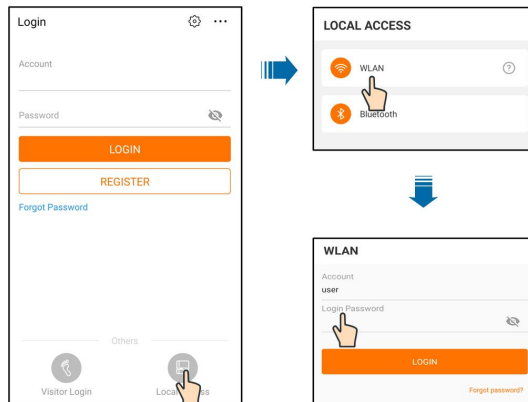 Login
Account
Password
LOGIN
REGISTER
Forgot Password
Others
Visitor Login
LOCAL ACCESS
WLAN
Bluetooth
WLAN
Account
user
Login Password
LOGIN
Forgot password?